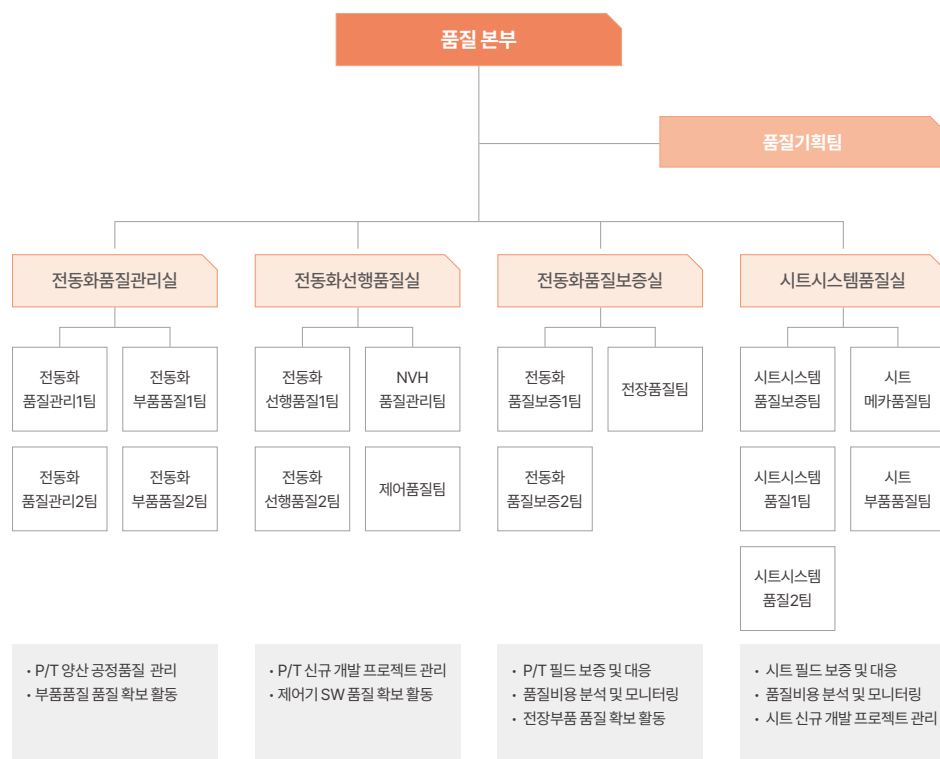 품질 본부
품질기획팀
전동화품질관리실
전동화선행품질실
전동화품질보증실
시트시스템품질실
전동화
품질관리1팀
전동화
부품품질1팀
전동화
선행품질1팀
NVH
품질관리팀
전동화
품질보증1팀
전장품질팀
시트시스템
품질보증팀
시트
메카품질팀
전동화
품질관리2팀
전동화
부품품질2팀
전동화
선행품질2팀
제어품질팀
전동화
품질보증2팀
시트시스템
품질1팀
시트
부품품질팀
시트시스템
품질2팀
· P/T 양산 공정품질 관리
· 부품품질 품질 확보 활동
· P/T 신규 개발 프로젝트 관리
· 제어기 SW 품질 확보 활동
· P/T 필드 보증 및 대응
· 품질비용 분석 및 모니터링
· 전장부품 품질 확보 활동
· 시트 필드 보증 및 대응
· 품질비용 분석 및 모니터링
· 시트 신규 개발 프로젝트 관리